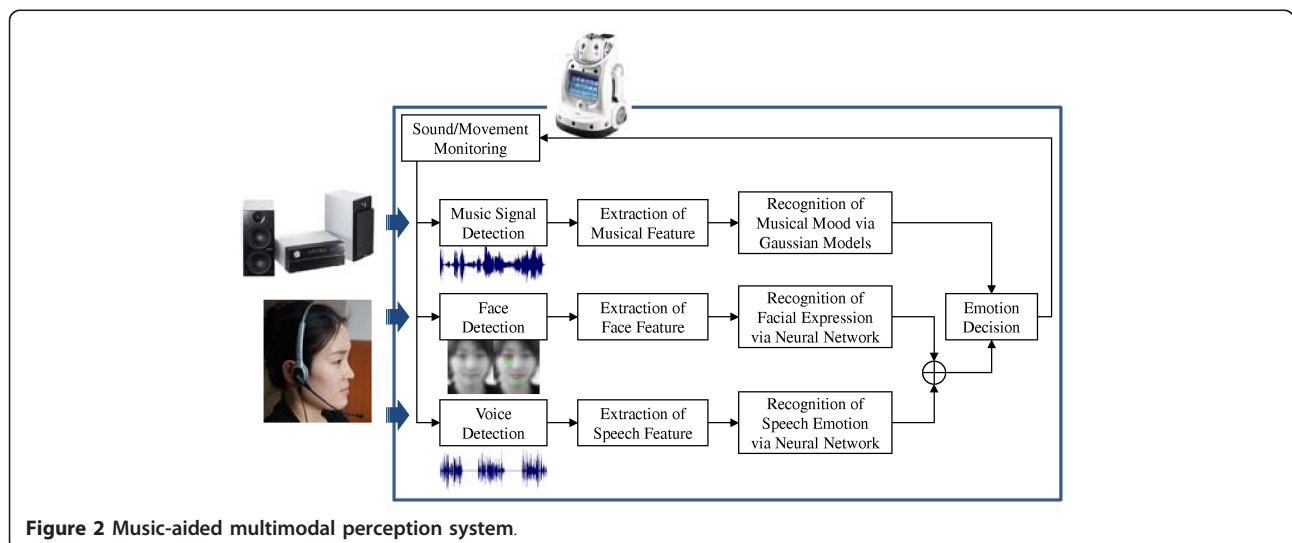 Sound/Movement
Monitoring
Music Signal
Detection
Extraction of
Musical Feature
Recognition of
Musical Mood via
Gaussian Models
Face
Detection
Extraction of
Face Feature
Recognition of
Facial Expression
via Neural Network
Emotion
Decision
Voice
Detection
Extraction of
Speech Feature
Recognition of
Speech Emotion
via Neural Network
Figure 2 Music-aided multimodal perception system.